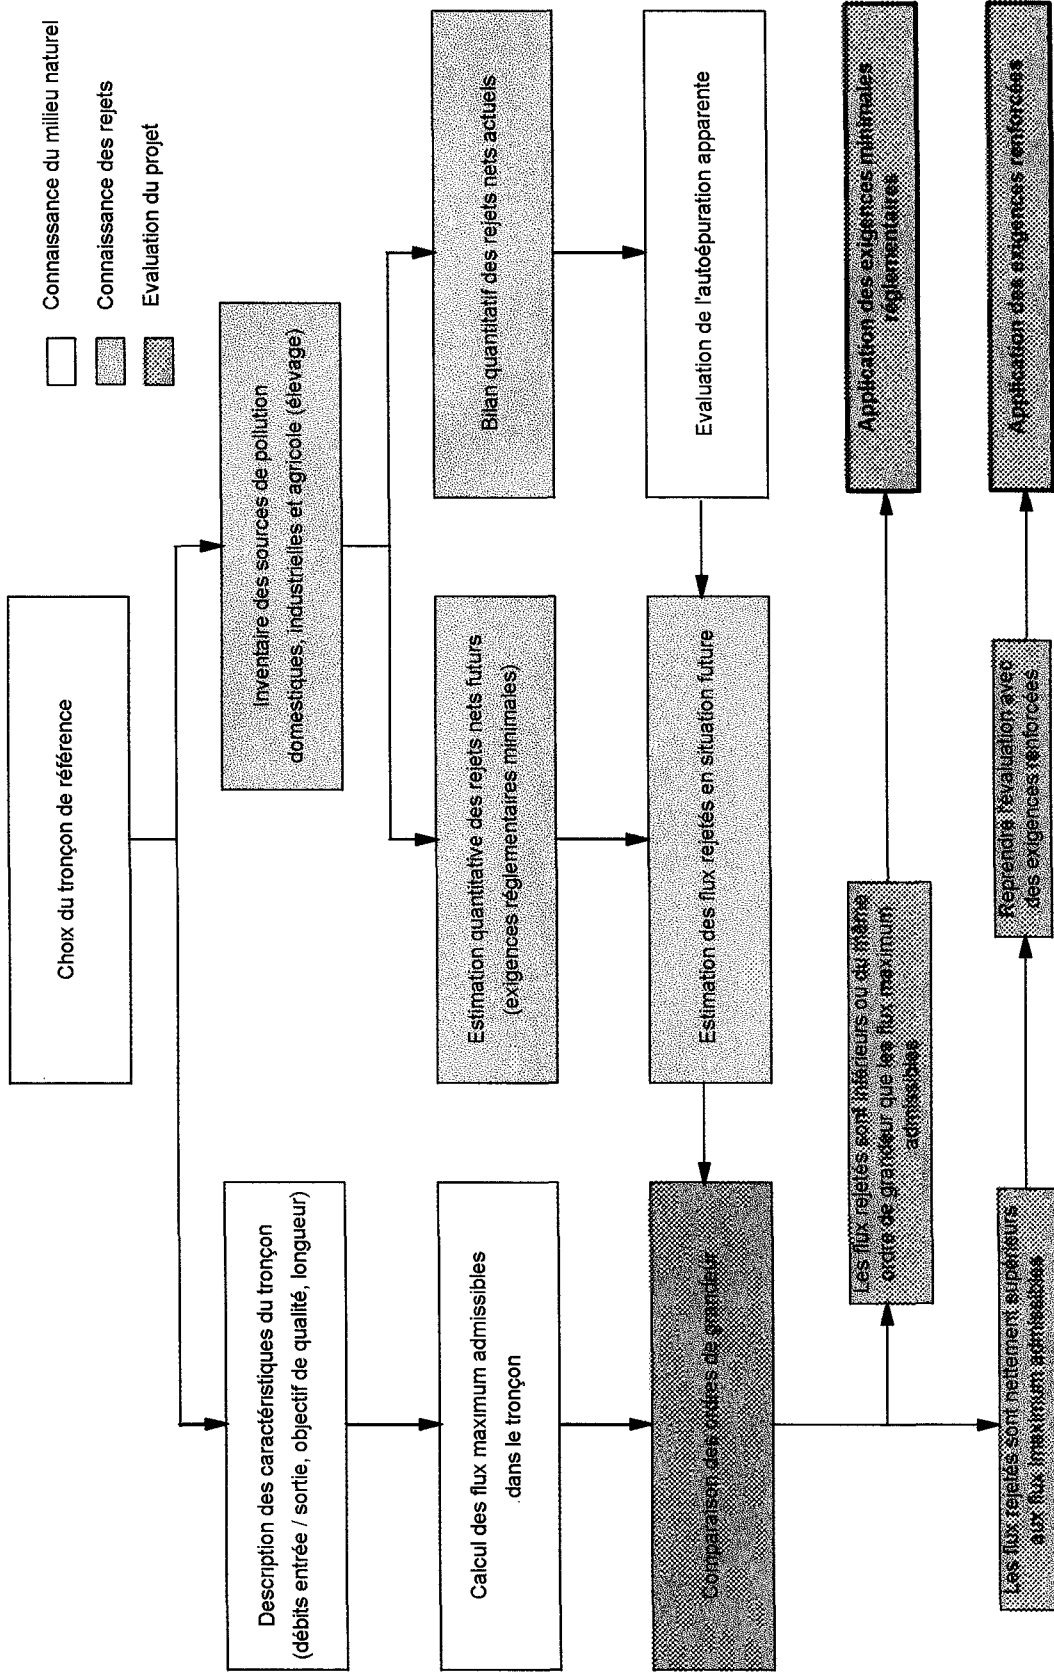 Connaissance du milieu naturel
Connaissance des rejets
Evaluation du projet
Choix du tronçon de référence
Description des caractéristiques du tronçon
(débits entrée / sortie, objectif de qualité, longueur)
Inventaire des sources de pollution
domestiques, industrielles et agricole (élevage)
Calcul des flux maximum admissibles
dans le tronçon
Estimation quantitative des rejets nets futurs
(exigences réglementaires minimales)
Bilan quantitatif des rejets nets actuels
Comparaison des ordres de grandeur
Estimation des flux rejetés en situation future
Evaluation de l'autoépuration apparente
Les flux rejetés sont inférieurs ou du même
ordre de grandeur que les flux maximum
admissibles
Application des exigences minimales
réglementaires
Les flux rejetés sont nettement supérieurs
aux flux maximum admissibles
Reprendre l'évaluation avec
des exigences renforcées
Application des exigences renforcées